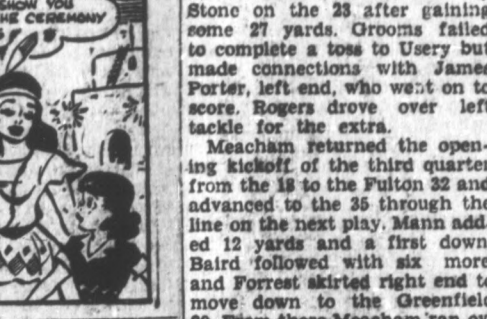 SHOW YOU
THE CEREMONY
Stone on the 23 after gaining
some 27 yards. Grooms failed
to complete a toss to Usery but
made connections with James
Porter, left end, who went on to
score. Rogers drove over left
tackle for the extra.
Meacham returned the open-
ing kickoff of the third quarter
from the 18 to the Fulton 32 and
advanced to the 35 through the
line on the next play. Mann add-
ed 12 yards and a first down
Baird followed with six more
and Forrest skirted right end to
move down to the Greenfield
From there Meacham ran